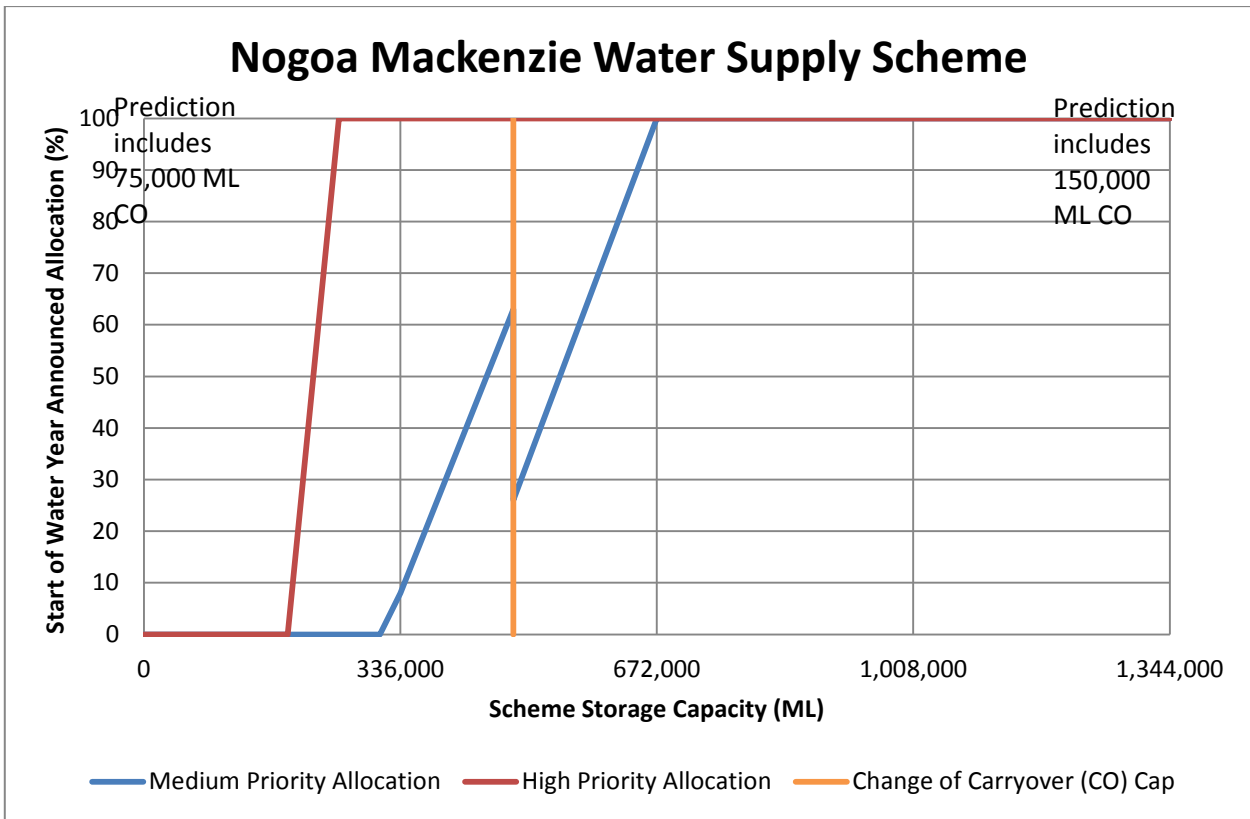 Nogoa Mackenzie Water Supply Scheme
Prediction
includes
75,000 ML
CO
Prediction
includes
150,000
ML CO
Start of Water Year Announced Allocation (%)
100
90
80
70
60
50
40
30
20
10
0
0 336,000 672,000 1,008,000 1,344,000
Scheme Storage Capacity (ML)
Medium Priority Allocation High Priority Allocation Change of Carryover (CO) Cap